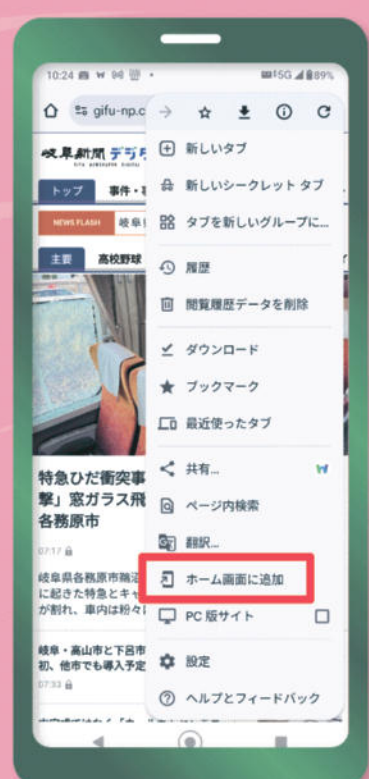 10:24
5G 89%
gifu-np.c
岐阜新聞 デジタ
トップ 事件・
NEWS FLASH 岐阜
主要 高校野球
新しいタブ
新しいシークレット タブ
タブを新しいグループに...
履歴
閲覧履歴データを削除
ダウンロード
ブックマーク
最近使ったタブ
共有...
ページ内検索
翻訳...
ホーム画面に追加
PC 版サイト
設定
ヘルプとフィードバック
特急ひだ衝突事
撃」窓ガラス飛
各務原市
07:17
岐阜県各務原市鵜沼
に起きた特急とキャ
が割れ、車内は粉々に
岐阜・高山市と下呂市
初、他市でも導入予定
07:33